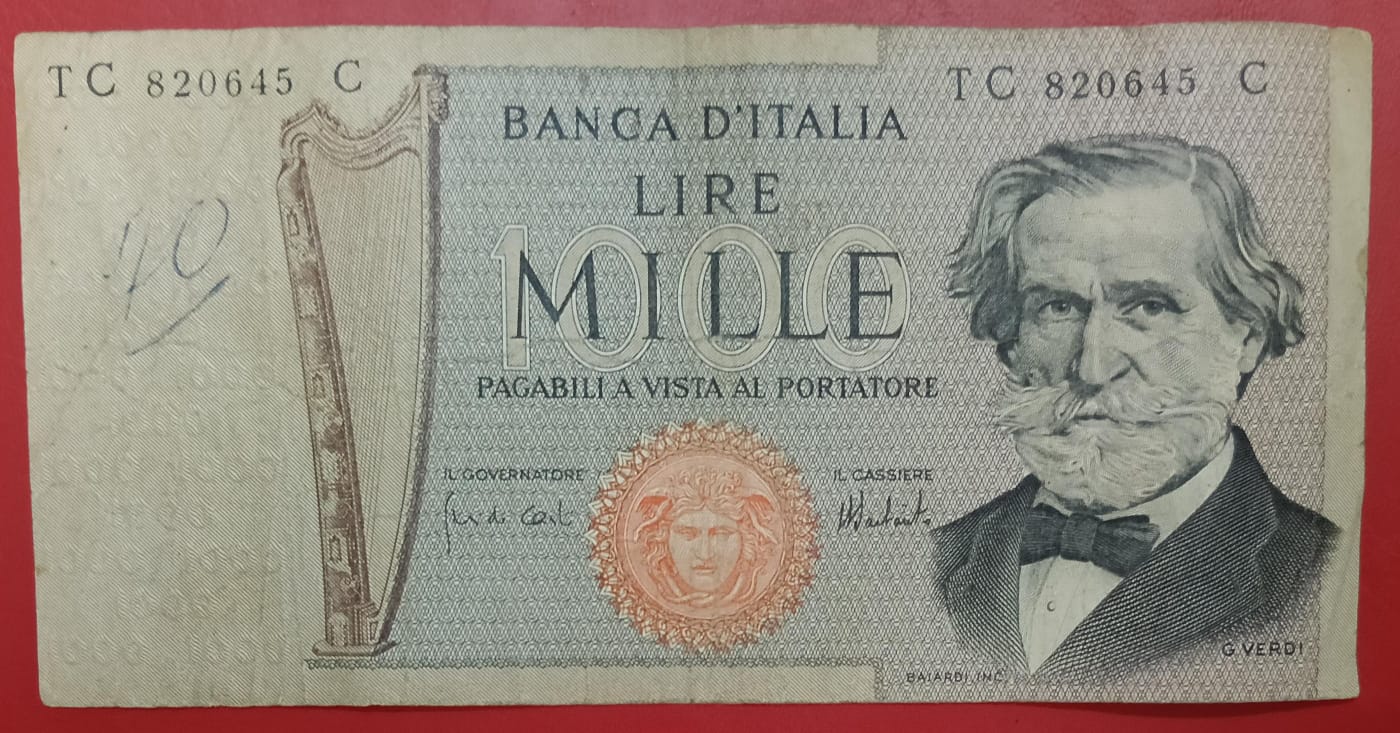 TC 820645 C
TC 820645 C
BANCA D'ITALIA
LIRE
1000
MILLE
PAGABILI A VISTA AL PORTATORE
IL GOVERNATORE
IL CASSIERE
G. VERDI
BAIARDI, INC.